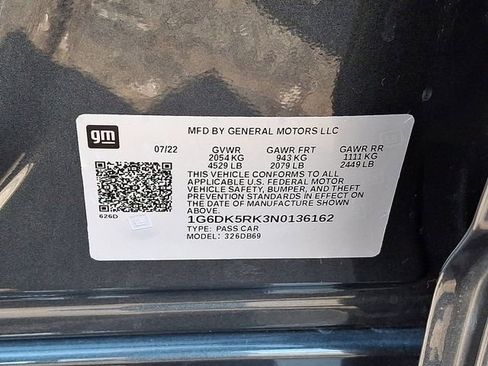 gm
MFD BY GENERAL MOTORS LLC
07/22 GVWR GAWR FRT GAWR RR
2054 KG 943 KG 1111 KG
4529 LB 2079 LB 2449 LB
THIS VEHICLE CONFORMS TO ALL
APPLICABLE U.S. FEDERAL MOTOR
VEHICLE SAFETY, BUMPER, AND THEFT
PREVENTION STANDARDS IN EFFECT ON
THE DATE OF MANUFACTURE SHOWN
ABOVE.
626D
1G6DK5RK3N0136162
TYPE: PASS CAR
MODEL: 326DB69